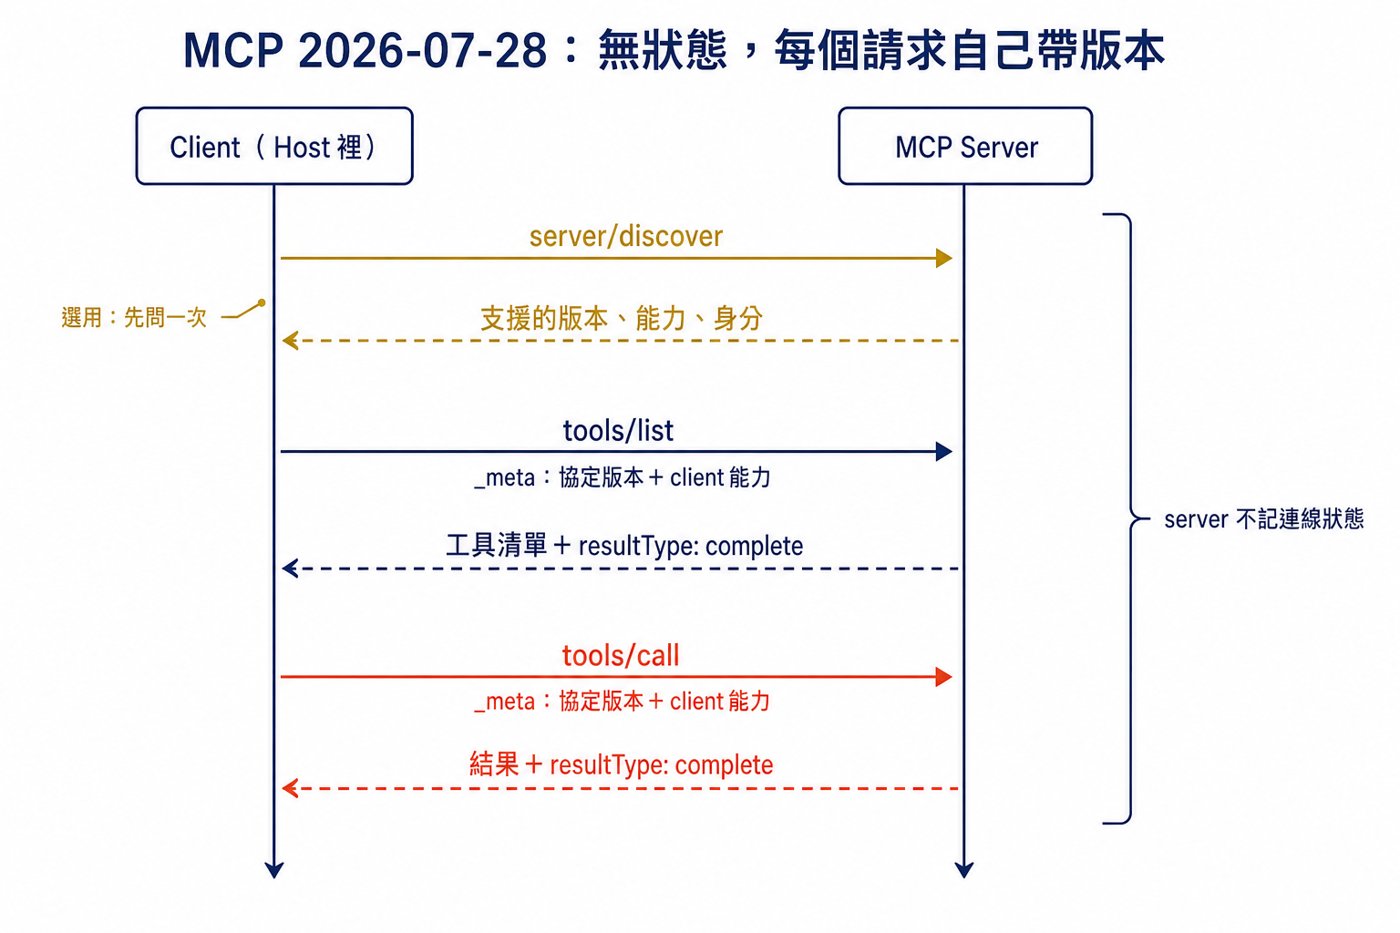 MCP 2026-07-28：無狀態，每個請求自己帶版本
Client（Host 裡）
MCP Server
server/discover
選用：先問一次
支援的版本、能力、身分
tools/list
_meta：協定版本＋client 能力
server 不記連線狀態
工具清單＋resultType: complete
tools/call
_meta：協定版本＋client 能力
結果＋resultType: complete